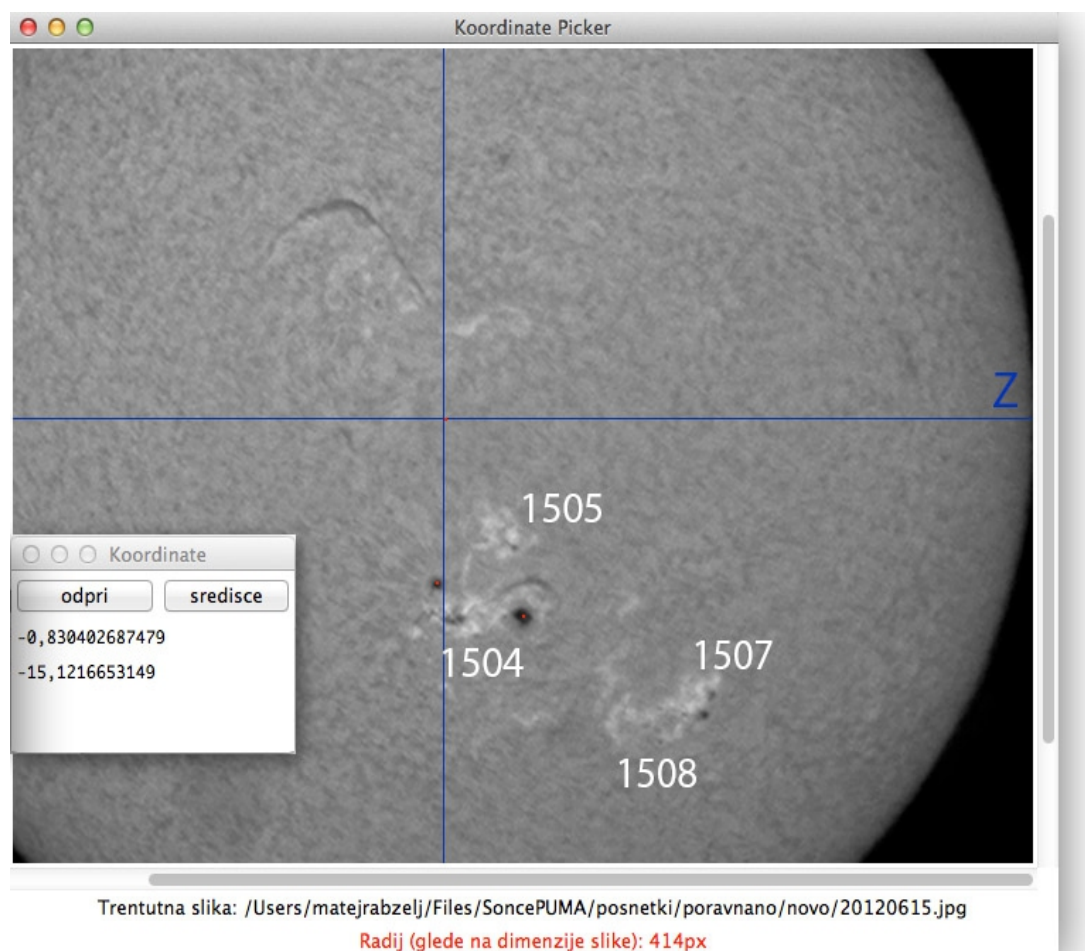 Koordinate Picker
Z
1505
Koordinate
odpri
sredisce
-0,830402687479
-15,1216653149
1504
1507
1508
Trentutna slika: /Users/matejrabzelj/Files/SoncePUMA/posnetki/poravnano/novo/20120615.jpg
Radij (glede na dimenzije slike): 414px